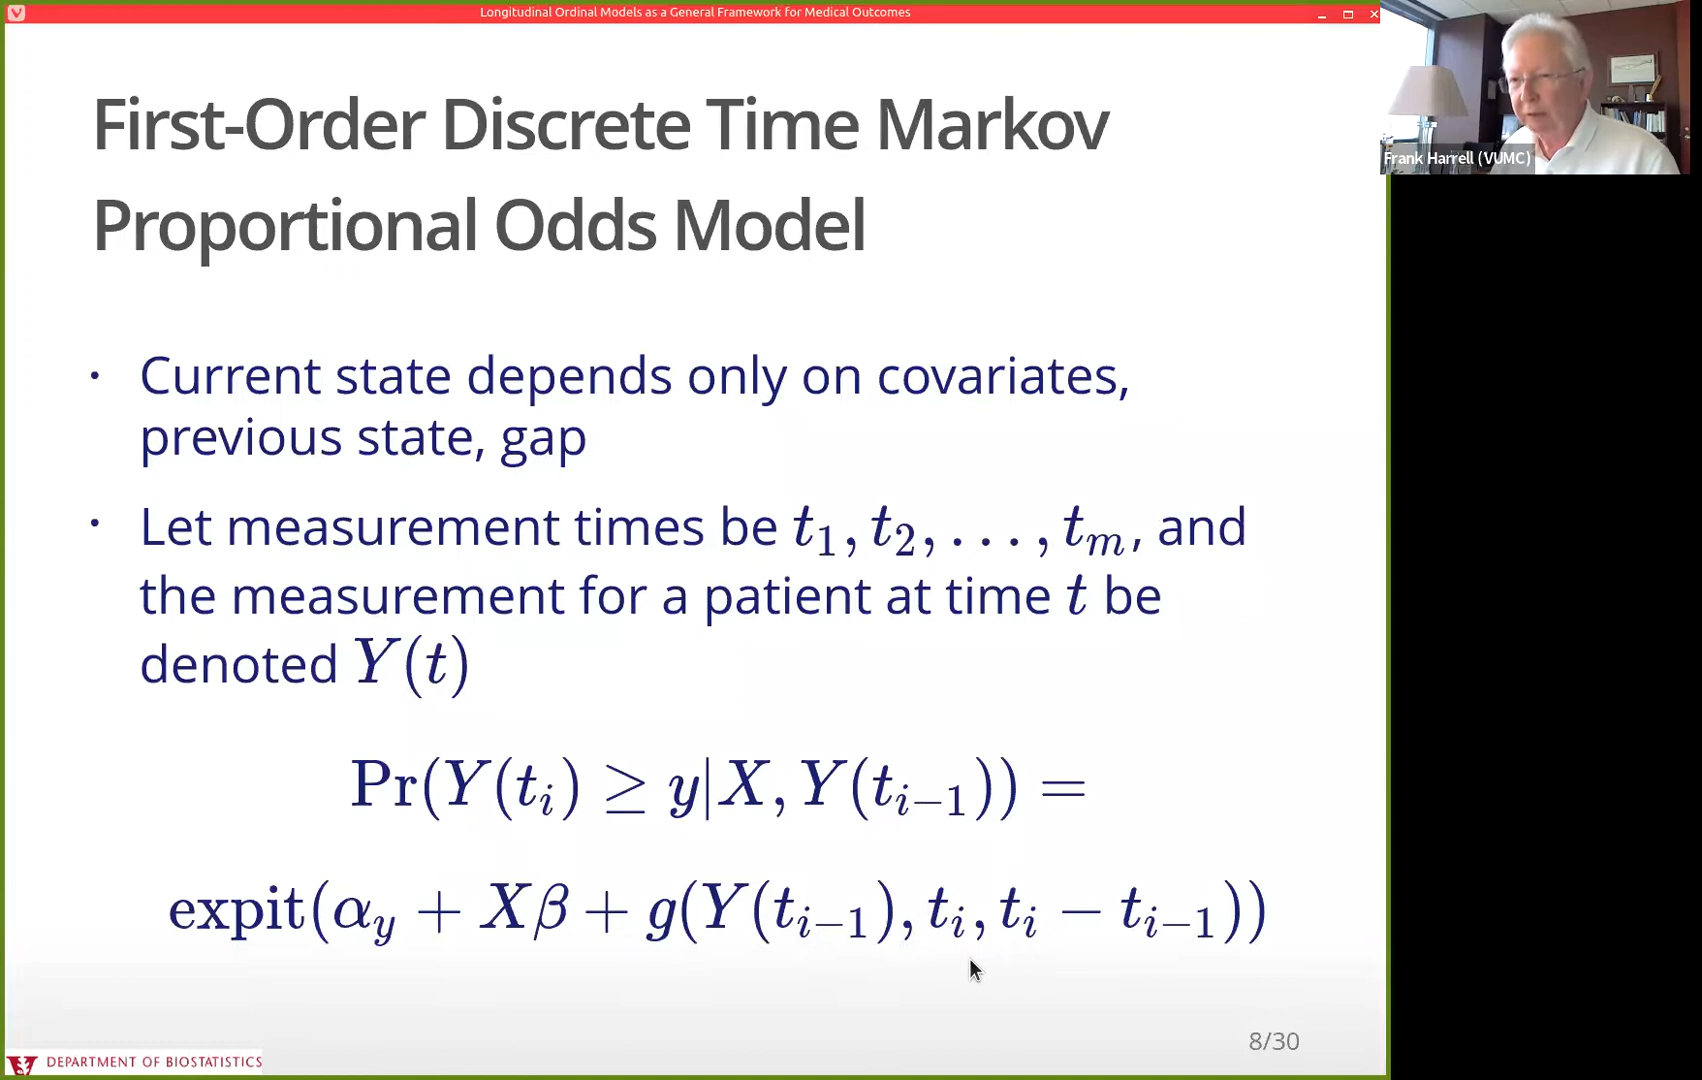 Longitudinal Ordinal Models as a General Framework for Medical Outcomes
First-Order Discrete Time Markov
Proportional Odds Model
• Current state depends only on covariates,
previous state, gap
• Let measurement times be t₁, t₂, . . . , tₘ, and
the measurement for a patient at time t be
denoted Y(t)
Pr(Y(tᵢ) ≥ y|X, Y(tᵢ₋₁)) =
expit(α_y + Xβ + g(Y(tᵢ₋₁), tᵢ, tᵢ − tᵢ₋₁))
8/30
DEPARTMENT OF BIOSTATISTICS
Frank Harrell (VUMC)